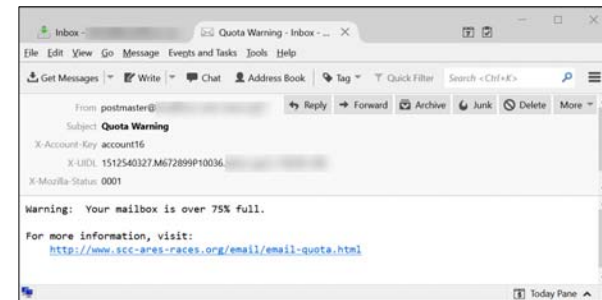 Inbox -
Quota Warning - Inbox - ...
File Edit View Go Message Events and Tasks Tools Help
Get Messages Write Chat Address Book Tag Quick Filter Search <Ctrl+K>
From postmaster@ Reply Forward Archive Junk Delete More
Subject Quota Warning
X-Account-Key account16
X-UIDL 1512540327.M672899P10036.
X-Mozilla-Status 0001
Warning: Your mailbox is over 75% full.
For more information, visit:
http://www.scc-ares-races.org/email/email-quota.html
Today Pane